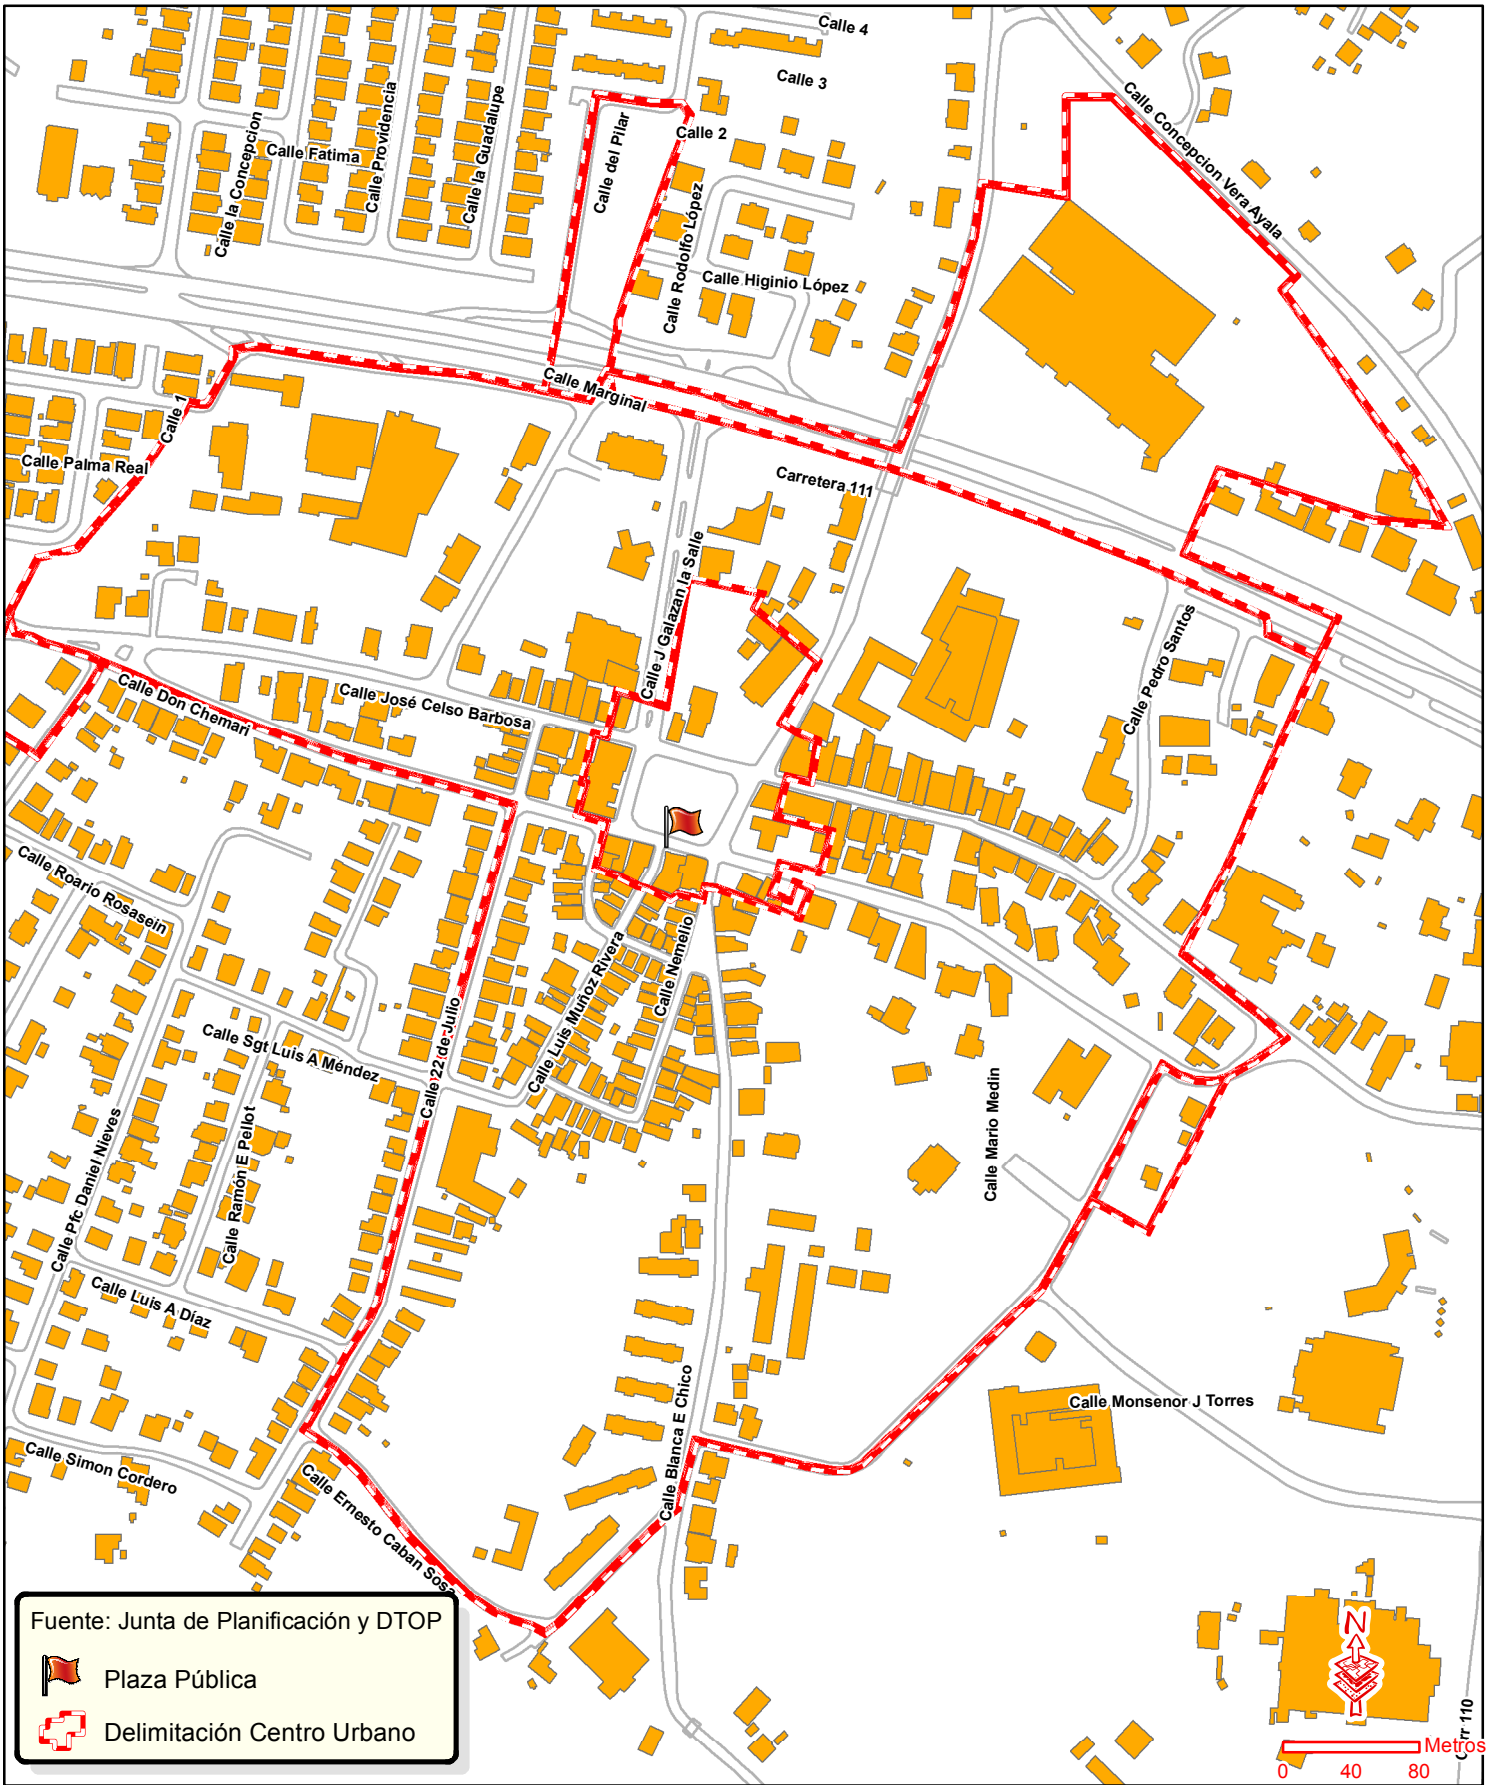 Calle 4
Calle 3
Calle Concepcion Vera Ayala
Calle 2
Calle del Pilar
Calle la Guadalupe
Calle Providencia
Calle la Concepcion
Calle Fatima
Calle Rodolfo López
Calle Higinio López
Calle Marginal
Calle 1
Calle Palma Real
Carretera 111
Calle J Galazan la Salle
Calle Pedro Santos
Calle Don Chemari
Calle José Celso Barbosa
Calle Roario Rosasein
Calle Nemelio
Calle Luis Muñoz Rivera
Calle 22 de Julio
Calle Sgt Luis A Méndez
Calle Mario Medin
Calle Pfc Daniel Nieves
Calle Ramón E Pellot
Calle Luis A Díaz
Calle Blanca E Chico
Calle Monsenor J Torres
Calle Simon Cordero
Calle Ernesto Caban Sosa
Fuente: Junta de Planificación y DTOP
Plaza Pública
Delimitación Centro Urbano
N
Metros
0 40 80
110